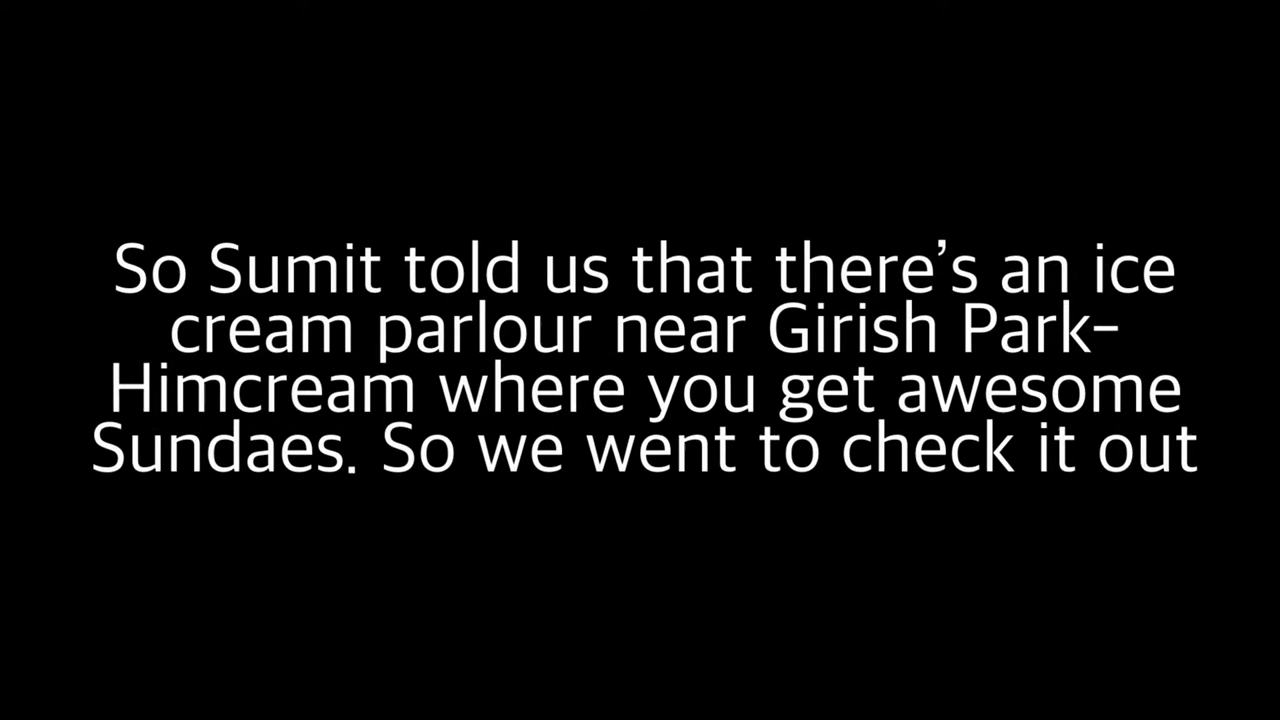 So Sumit told us that there’s an ice
cream parlour near Girish Park-
Himcream where you get awesome
Sundaes. So we went to check it out